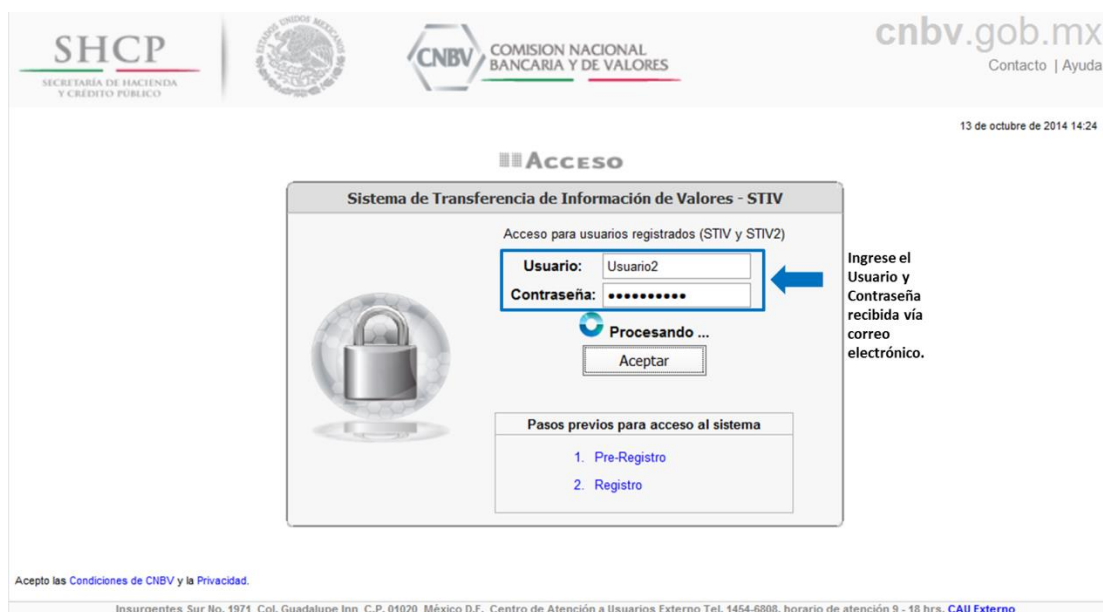 SHCP
SECRETARÍA DE HACIENDA
Y CRÉDITO PÚBLICO
ESTADOS UNIDOS MEXICANOS
CNBV
COMISION NACIONAL
BANCARIA Y DE VALORES
cnbv.gob.mx
Contacto | Ayuda
13 de octubre de 2014 14:24
ACCESO
Sistema de Transferencia de Información de Valores - STIV
Acceso para usuarios registrados (STIV y STIV2)
Usuario: Usuario2
Contraseña: ••••••••••
Procesando ...
Aceptar
Ingrese el
Usuario y
Contraseña
recibida vía
correo
electrónico.
Pasos previos para acceso al sistema
1. Pre-Registro
2. Registro
Acepto las Condiciones de CNBV y la Privacidad.
Insurgentes Sur No. 1971, Col. Guadalupe Inn, C.P. 01020, México D.F., Centro de Atención a Usuarios Externo Tel. 1454-6808, horario de atención 9 - 18 hrs. CAU Externo